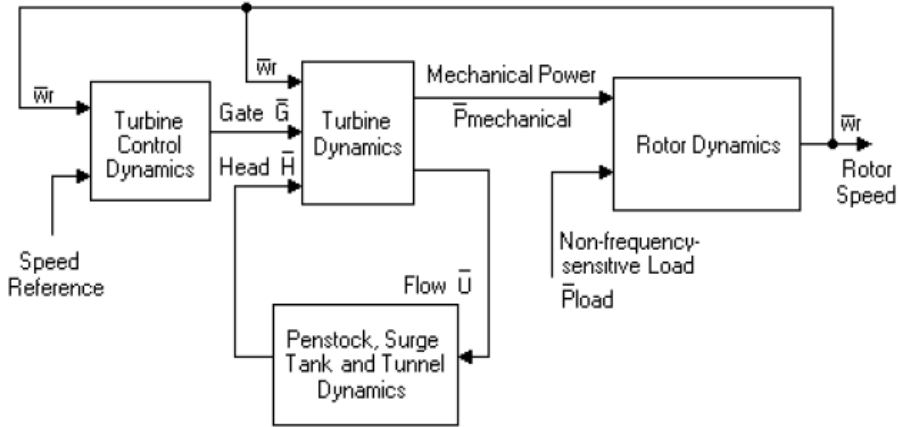 w̅r
w̅r
Turbine
Control
Dynamics
Gate G̅
Head H̅
Turbine
Dynamics
Mechanical Power
P̅mechanical
Rotor Dynamics
w̅r
Rotor
Speed
Speed
Reference
Non-frequency-
sensitive Load
P̅load
Flow U̅
Penstock, Surge
Tank and Tunnel
Dynamics